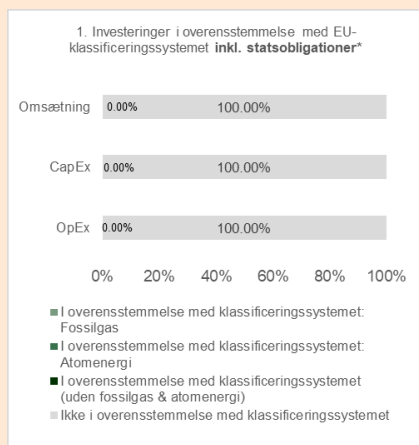 1. Investeringer i overensstemmelse med EU-
klassificeringssystemet inkl. statsobligationer*
Omsætning 0.00% 100.00%
CapEx 0.00% 100.00%
OpEx 0.00% 100.00%
0% 20% 40% 60% 80% 100%
I overensstemmelse med klassificeringssystemet:
Fossilgas
I overensstemmelse med klassificeringssystemet:
Atomenergi
I overensstemmelse med klassificeringssystemet
(uden fossilgas & atomenergi)
Ikke i overensstemmelse med klassificeringssystemet